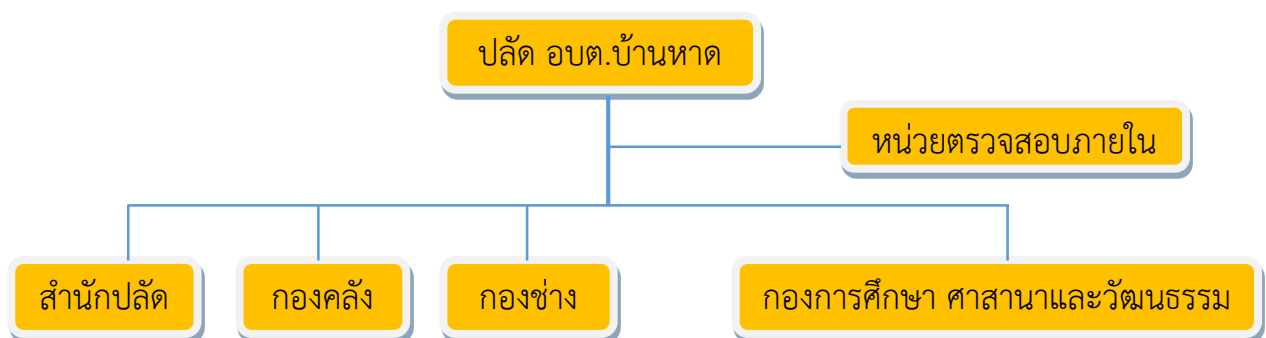 ปลัด อบต.บ้านหาด
หน่วยตรวจสอบภายใน
สำนักปลัด
กองคลัง
กองช่าง
กองการศึกษา ศาสานาและวัฒนธรรม